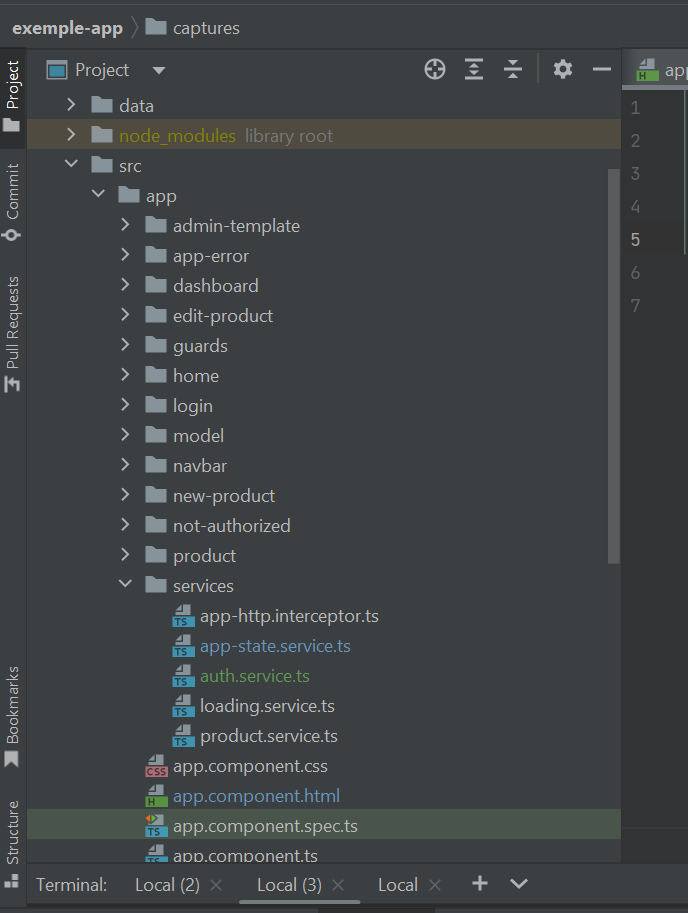 exemple-app captures
Project
Project
app
data
node_modules library root
src
app
admin-template
app-error
dashboard
edit-product
guards
home
login
model
navbar
new-product
not-authorized
product
services
app-http.interceptor.ts
app-state.service.ts
auth.service.ts
loading.service.ts
product.service.ts
app.component.css
app.component.html
app.component.spec.ts
app.component.ts
Commit
Pull Requests
Bookmarks
Structure
1
2
3
4
5
6
7
Terminal: Local (2) Local (3) Local